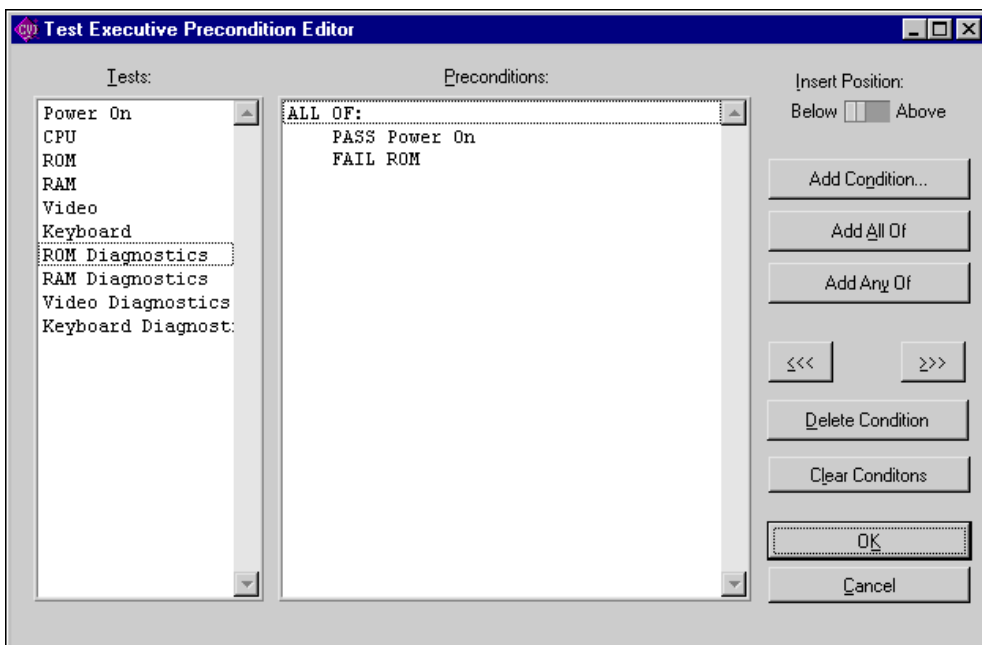 CVI Test Executive Precondition Editor
Tests:
Power On
CPU
ROM
RAM
Video
Keyboard
ROM Diagnostics
RAM Diagnostics
Video Diagnostics
Keyboard Diagnost
Preconditions:
ALL OF:
PASS Power On
FAIL ROM
Insert Position:
Below Above
Add Condition...
Add All Of
Add Any Of
<<< >>>
Delete Condition
Clear Conditons
OK
Cancel